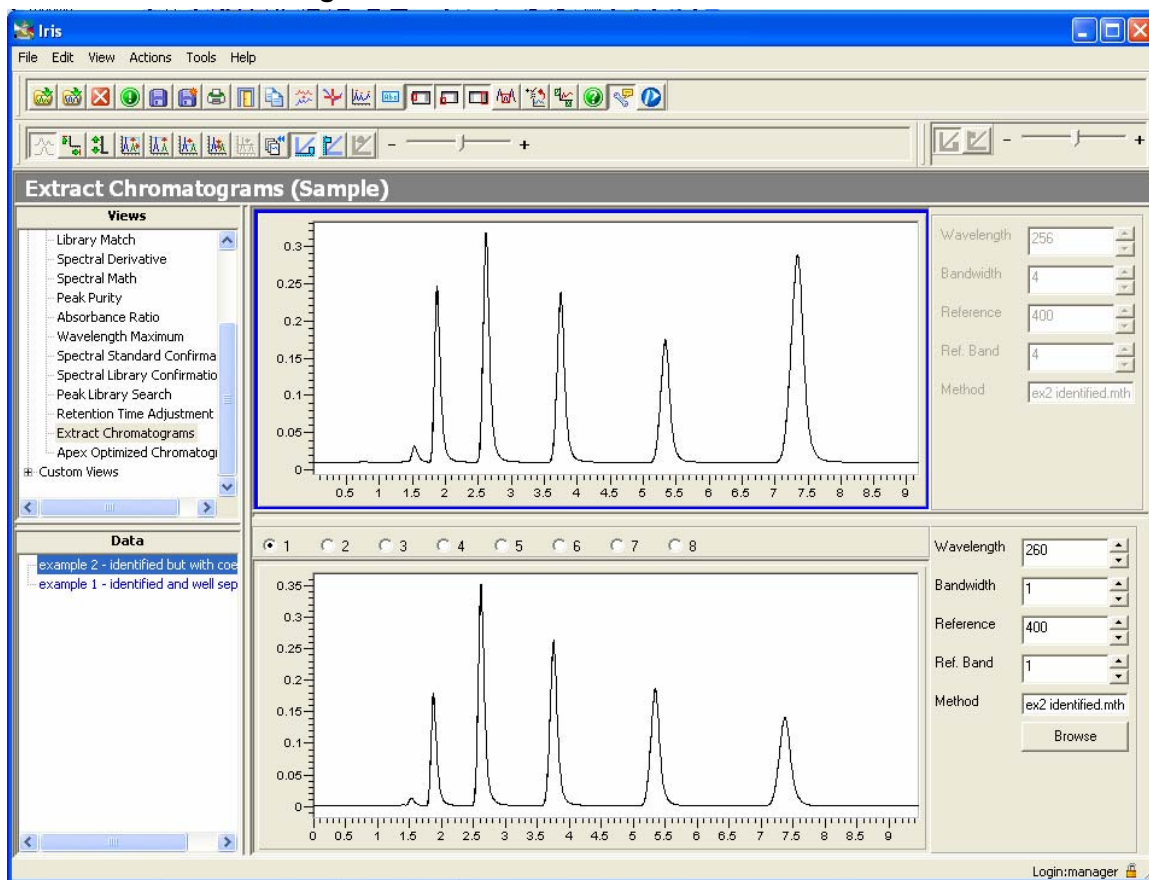 Iris
File Edit View Actions Tools Help
- +
- +
Extract Chromatograms (Sample)
Views
Library Match
Spectral Derivative
Spectral Math
Peak Purity
Absorbance Ratio
Wavelength Maximum
Spectral Standard Confirma
Spectral Library Confirmatio
Peak Library Search
Retention Time Adjustment
Extract Chromatograms
Apex Optimized Chromatogr
Custom Views
0.3
0.25
0.2
0.15
0.1
0.05
0
0.5 1 1.5 2 2.5 3 3.5 4 4.5 5 5.5 6 6.5 7 7.5 8 8.5 9
Wavelength 256
Bandwidth 4
Reference 400
Ref. Band 4
Method ex2 identified.mth
Data
example 2 - identified but with coe
example 1 - identified and well sep
1 2 3 4 5 6 7 8
0.35
0.3
0.25
0.2
0.15
0.1
0.05
0
0 0.5 1 1.5 2 2.5 3 3.5 4 4.5 5 5.5 6 6.5 7 7.5 8 8.5 9
Wavelength 260
Bandwidth 1
Reference 400
Ref. Band 1
Method ex2 identified.mth
Browse
Login:manager